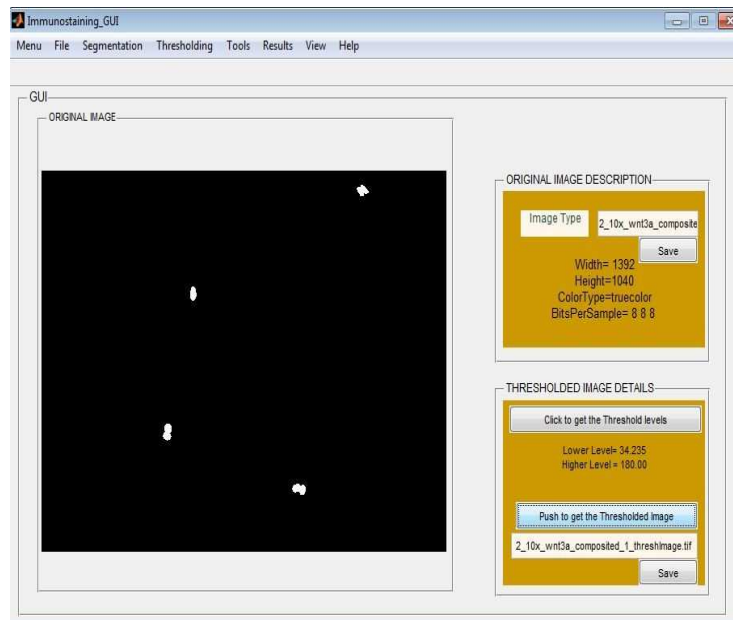 Immunostaining_GUI
Menu File Segmentation Thresholding Tools Results View Help
GUI
ORIGINAL IMAGE
ORIGINAL IMAGE DESCRIPTION
Image Type
2_10x_wnt3a_composite
Save
Width= 1392
Height=1040
ColorType=truecolor
BitsPerSample= 8 8 8
THRESHOLDED IMAGE DETAILS
Click to get the Threshold levels
Lower Level= 34.235
Higher Level = 180.00
Push to get the Thresholded Image
2_10x_wnt3a_composited_1_threshImage.tif
Save